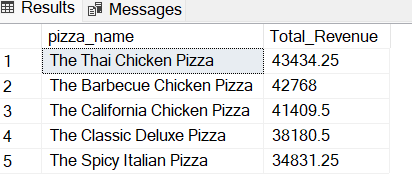 Results Messages
pizza_name Total_Revenue
1 The Thai Chicken Pizza 43434.25
2 The Barbecue Chicken Pizza 42768
3 The California Chicken Pizza 41409.5
4 The Classic Deluxe Pizza 38180.5
5 The Spicy Italian Pizza 34831.25